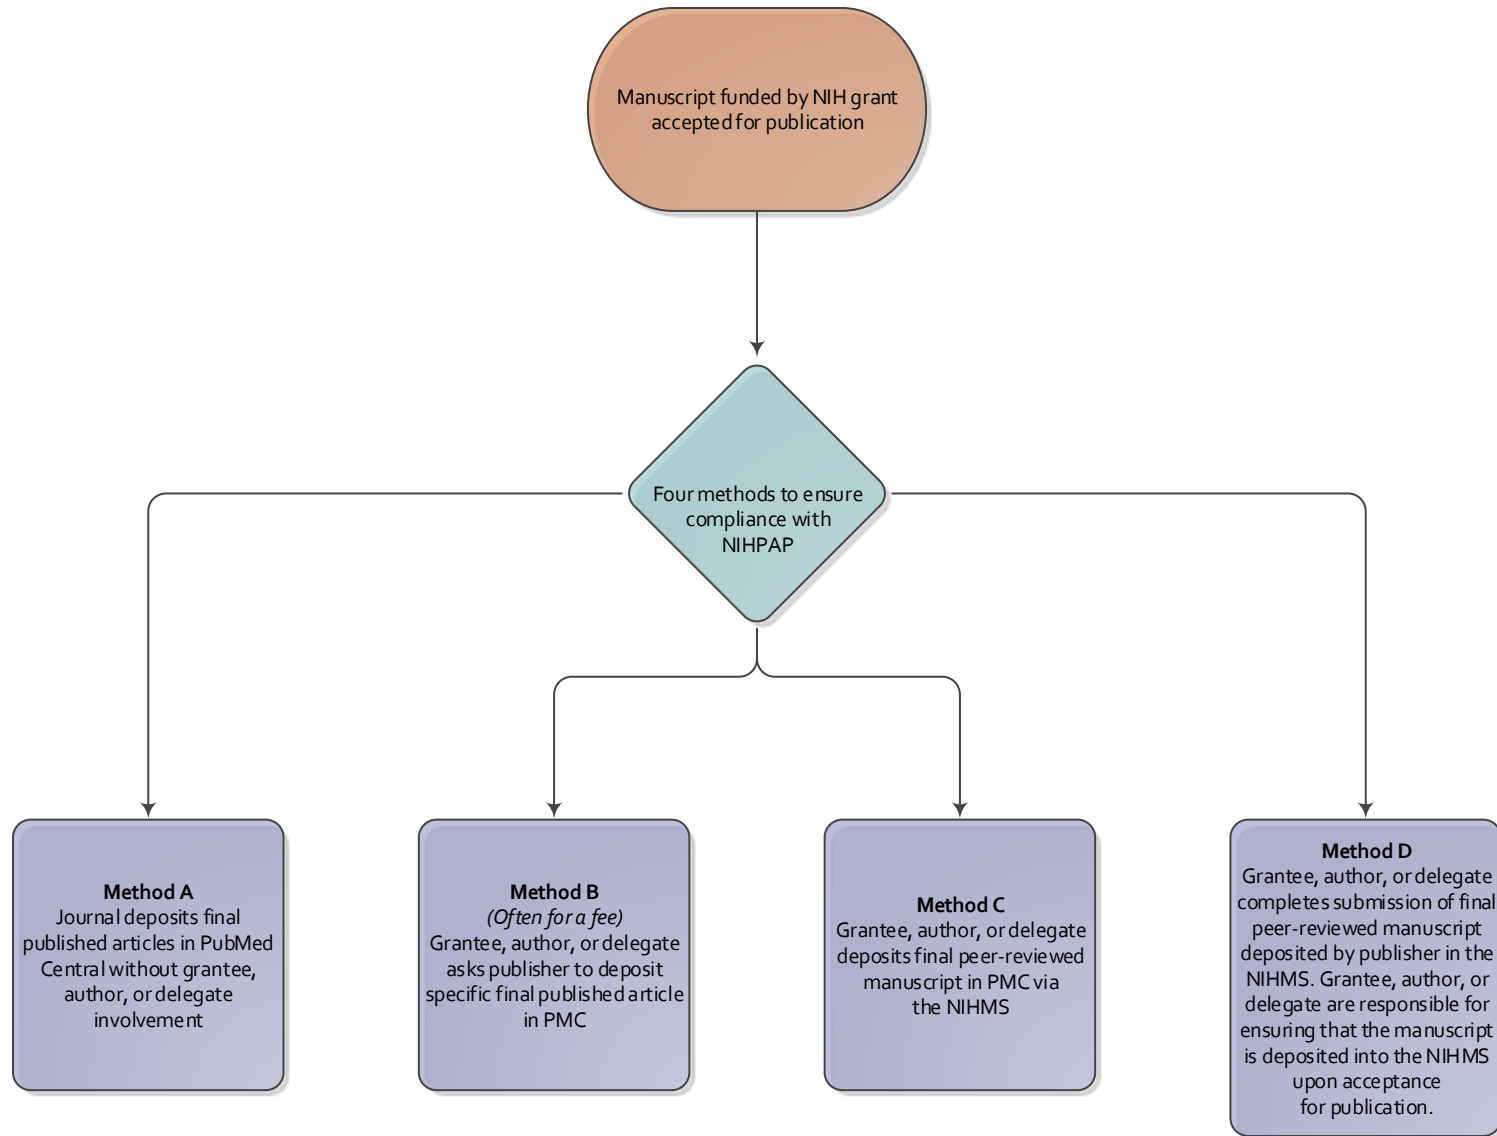 Manuscript funded by NIH grant
accepted for publication
Four methods to ensure
compliance with
NIHPAP
Method A
Journal deposits final
published articles in PubMed
Central without grantee,
author, or delegate
involvement
Method B
(Often for a fee)
Grantee, author, or delegate
asks publisher to deposit
specific final published article
in PMC
Method C
Grantee, author, or delegate
deposits final peer-reviewed
manuscript in PMC via
the NIHMS
Method D
Grantee, author, or delegate
completes submission of final
peer-reviewed manuscript
deposited by publisher in the
NIHMS. Grantee, author, or
delegate are responsible for
ensuring that the manuscript
is deposited into the NIHMS
upon acceptance
for publication.